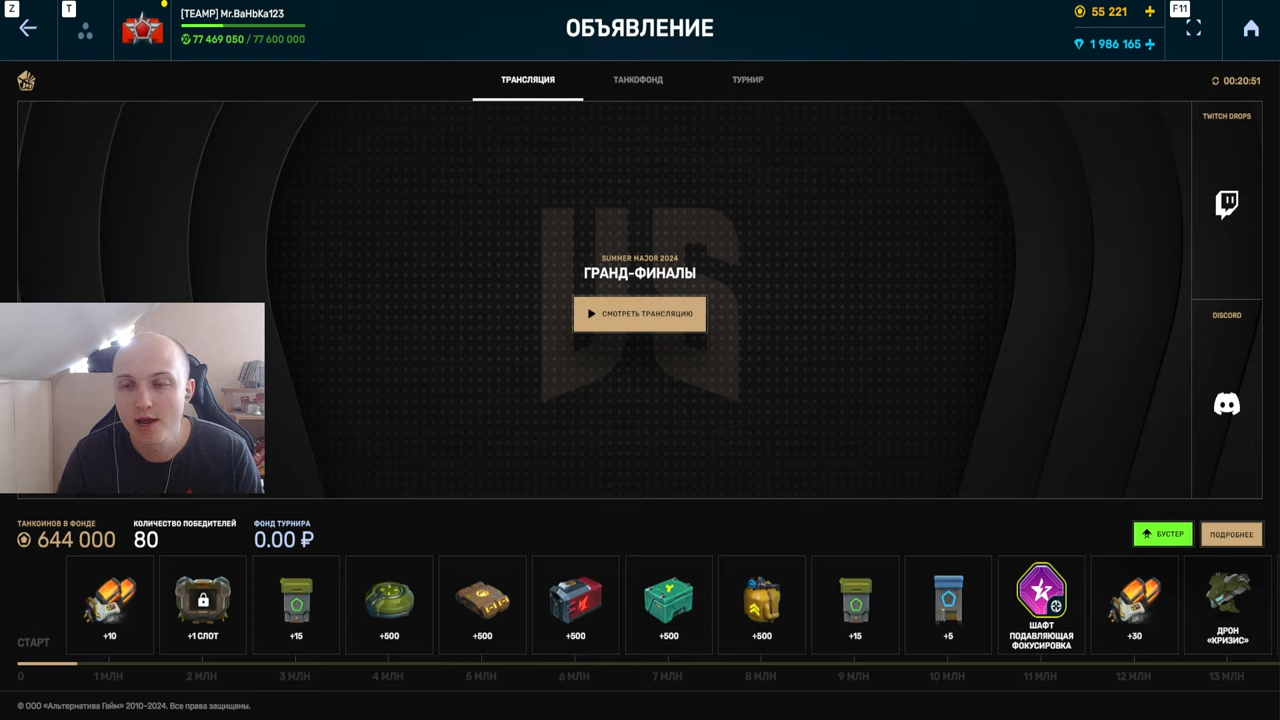 Z
T
[TEAMP] Mr.BaHbKa123
77 469 050 / 77 600 000
ОБЪЯВЛЕНИЕ
55 221
1 986 165
F11
ТРАНСЛЯЦИЯ
ТАНКОФОНД
ТУРНИР
00:20:51
TWITCH DROPS
SUMMER MAJOR 2024
ГРАНД-ФИНАЛЫ
СМОТРЕТЬ ТРАНСЛЯЦИЮ
DISCORD
ТАНКОИНОВ В ФОНДЕ
644 000
КОЛИЧЕСТВО ПОБЕДИТЕЛЕЙ
80
ФОНД ТУРНИРА
0.00 ₽
БУСТЕР
ПОДРОБНЕЕ
СТАРТ
+10
+1 СЛОТ
+15
+500
+500
+500
+500
+500
+15
+5
ШАФТ
ПОДАВЛЯЮЩАЯ
ФОКУСИРОВКА
+30
ДРОН
«КРИЗИС»
0
1 МЛН
2 МЛН
3 МЛН
4 МЛН
5 МЛН
6 МЛН
7 МЛН
8 МЛН
9 МЛН
10 МЛН
11 МЛН
12 МЛН
13 МЛН
© ООО «Альтернатива Гейм» 2010-2024. Все права защищены.